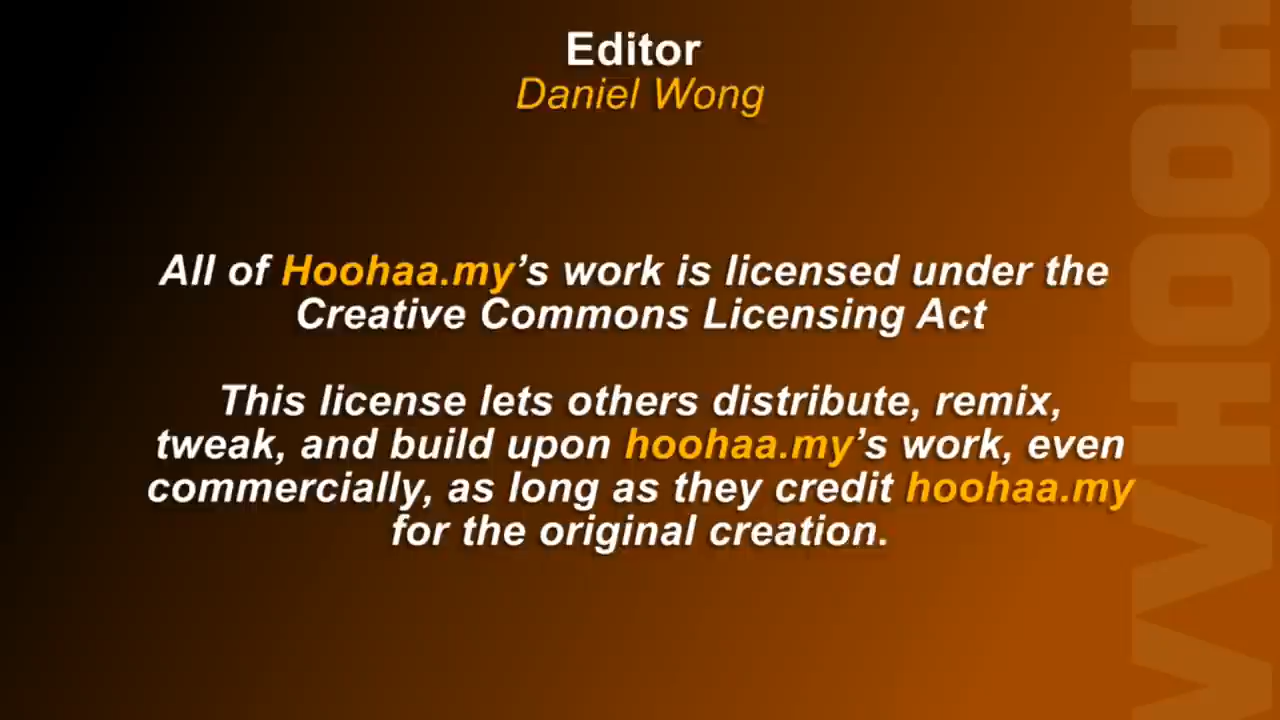 Editor
Daniel Wong
All of Hoohaa.my’s work is licensed under the
Creative Commons Licensing Act
This license lets others distribute, remix,
tweak, and build upon hoohaa.my’s work, even
commercially, as long as they credit hoohaa.my
for the original creation.
WHOOH